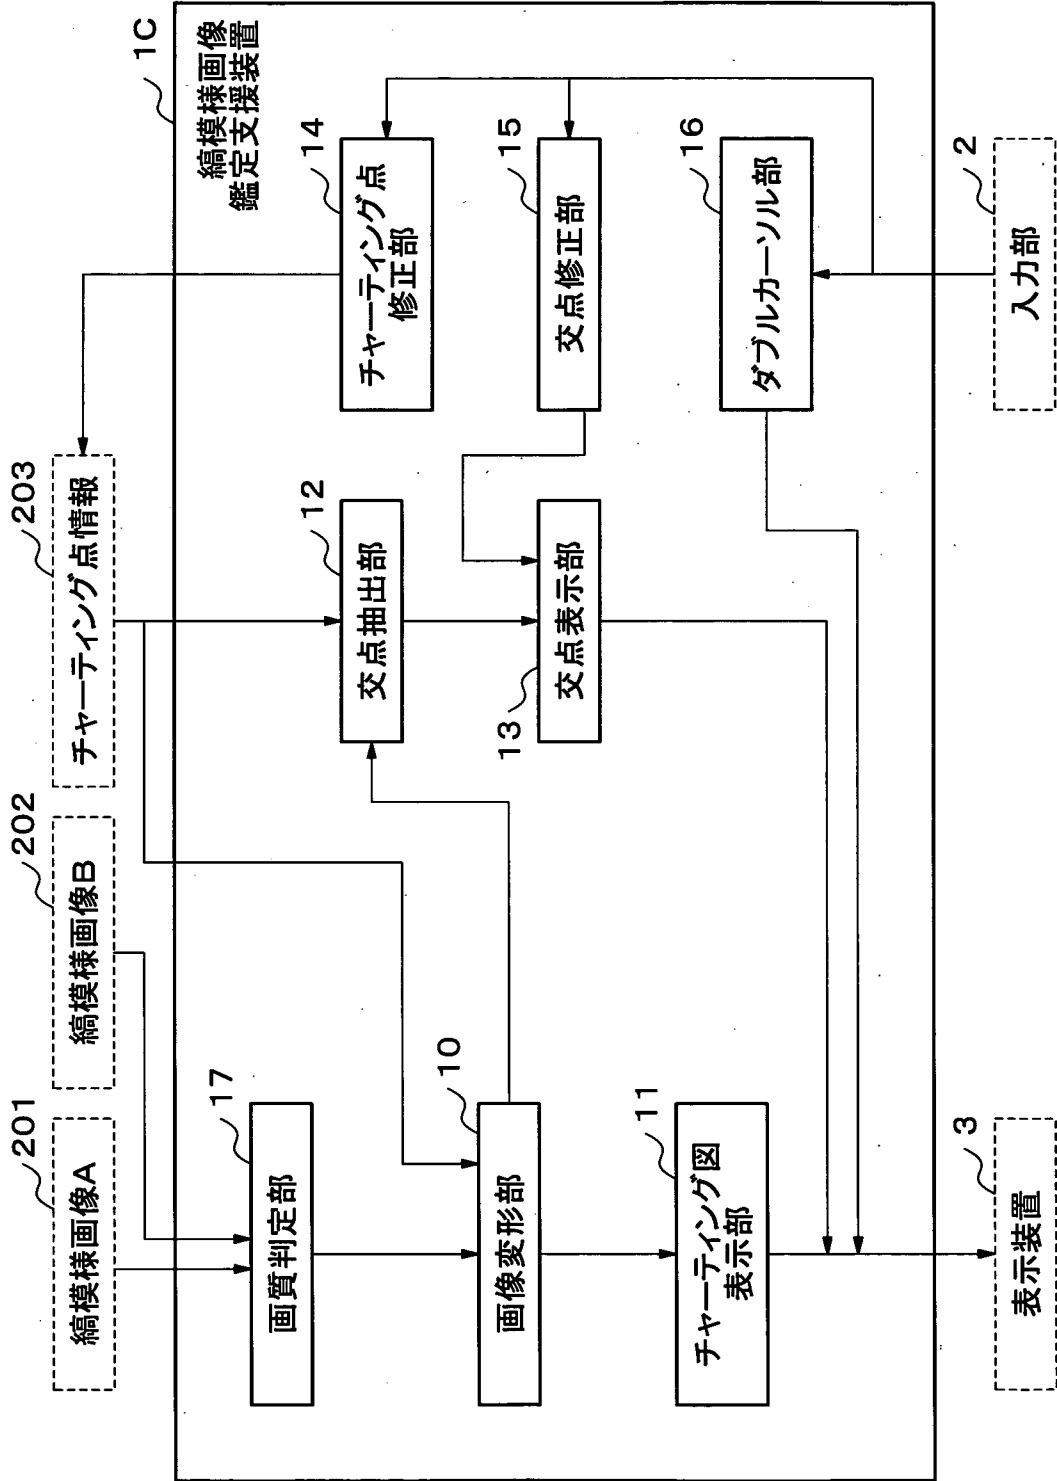 201
縞模様画像A
202
縞模様画像B
203
チャーティング点情報
1C
縞模様画像
鑑定支援装置
17
画質判定部
12
交点抽出部
14
チャーティング点
修正部
10
画像変形部
13
交点表示部
15
交点修正部
11
チャーティング図
表示部
16
ダブルカーソル部
3
表示装置
2
入力部